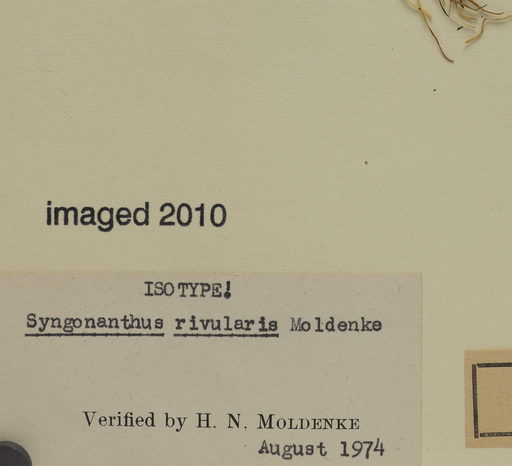 imaged 2010
ISOTYPE!
Syngonanthus rivularis Moldenke
Verified by H. N. MOLDENKE
August 1974